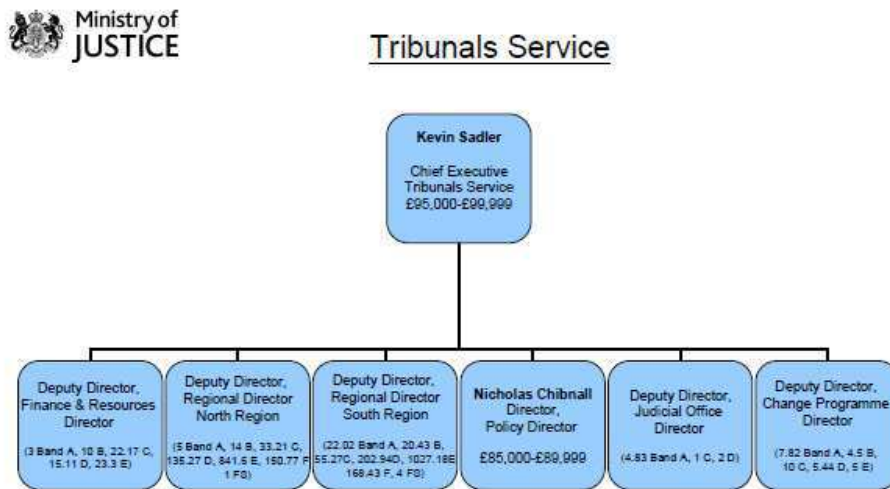 Ministry of
JUSTICE
Tribunals Service
Kevin Sadler
Chief Executive
Tribunals Service
£95,000-£99,999
Deputy Director,
Finance & Resources
Director
(3 Band A, 10 B, 22.17 C,
15.11 D, 23.3 E)
Deputy Director,
Regional Director
North Region
(5 Band A, 14 B, 33.21 C,
135.27 D, 841.5 E, 150.77 F
1 FS)
Deputy Director,
Regional Director
South Region
(22.02 Band A, 20.43 B,
55.27C, 202.94D, 1027.18E
168.43 F, 4 FS)
Nicholas Chibnall
Director,
Policy Director
£85,000-£89,999
Deputy Director,
Judicial Office
Director
(4.83 Band A, 1 C, 2 D)
Deputy Director,
Change Programme
Director
(7.82 Band A, 4.5 B,
10 C, 5.44 D, 5 E)